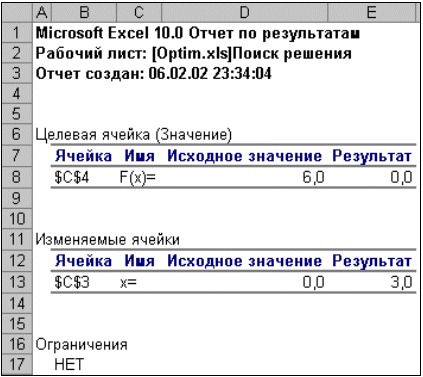 A B C D E
1 Microsoft Excel 10.0 Отчет по результатам
2 Рабочий лист: [Optim.xls]Поиск решения
3 Отчет создан: 06.02.02 23:34:04
4
5
6 Целевая ячейка (Значение)
7 Ячейка Имя Исходное значение Результат
8 $C$4 F(x)= 6,0 0,0
9
10
11 Изменяемые ячейки
12 Ячейка Имя Исходное значение Результат
13 $C$3 x= 0,0 3,0
14
15
16 Ограничения
17 НЕТ